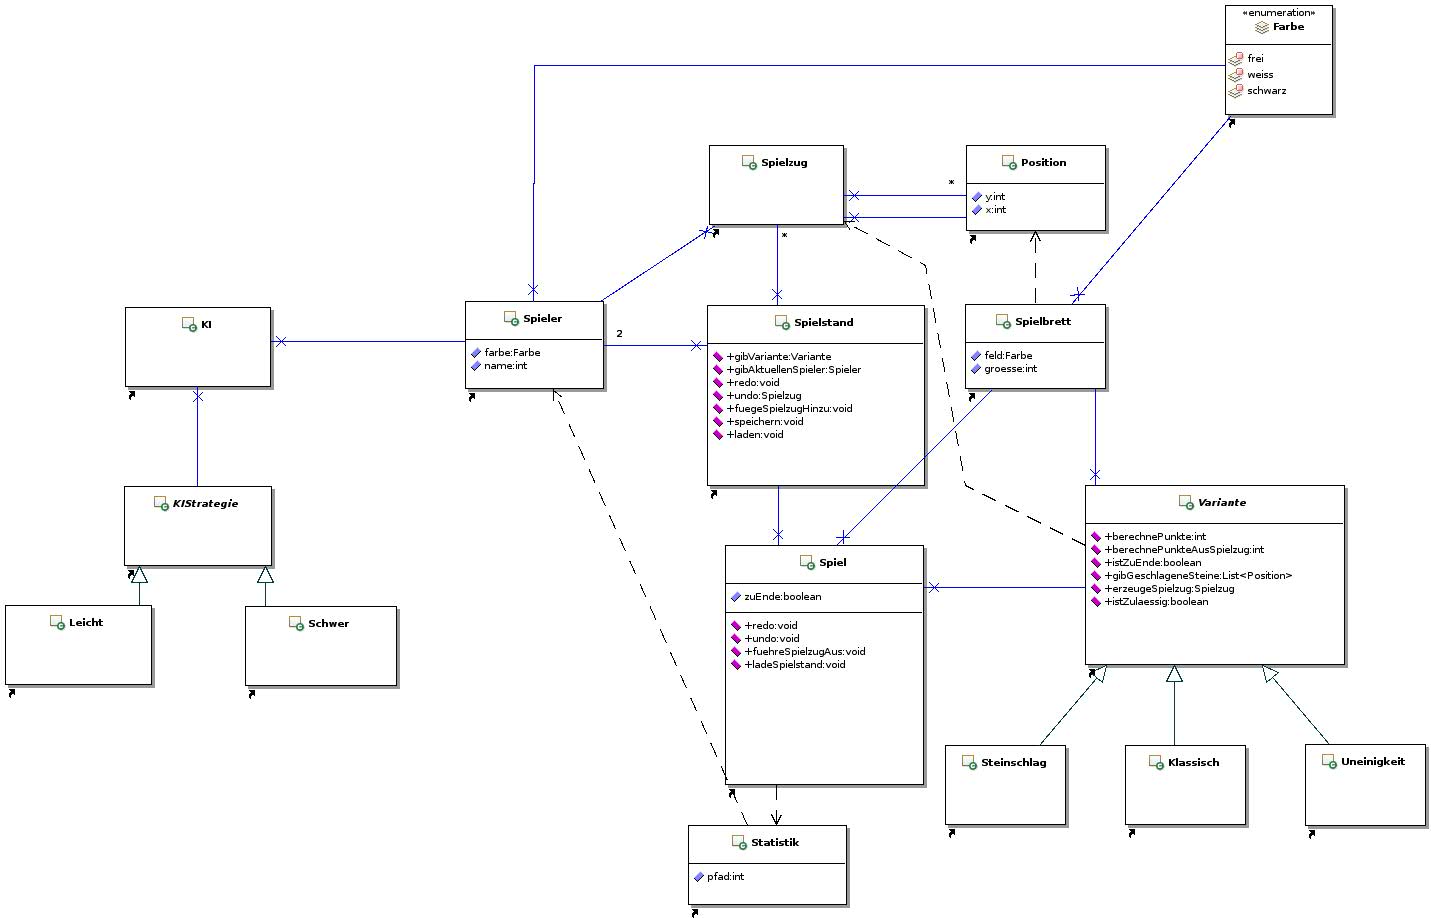 «enumeration»
Farbe
frei
weiss
schwarz
Spielzug
Position
y:int
x:int
*
*
KI
Spieler
farbe:Farbe
name:int
2
Spielstand
+gibVariante:Variante
+gibAktuellenSpieler:Spieler
+redo:void
+undo:Spielzug
+fuegeSpielzugHinzu:void
+speichern:void
+laden:void
Spielbrett
feld:Farbe
groesse:int
KIStrategie
Variante
+berechnePunkte:int
+berechnePunkteAusSpielzug:int
+istZuEnde:boolean
+gibGeschlageneSteine:List<Position>
+erzeugeSpielzug:Spielzug
+istZulaessig:boolean
Spiel
zuEnde:boolean
+redo:void
+undo:void
+fuehreSpielzugAus:void
+ladeSpielstand:void
Leicht
Schwer
Steinschlag
Klassisch
Uneinigkeit
Statistik
pfad:int